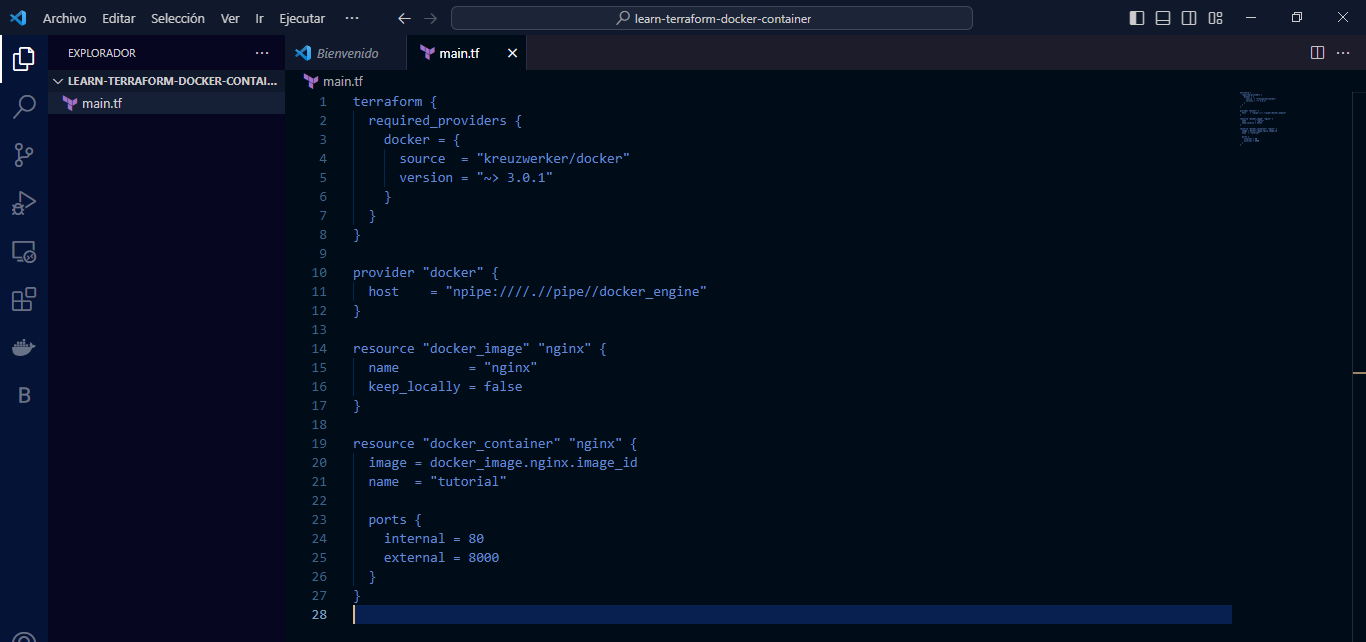 Archivo Editar Selección Ver Ir Ejecutar ···
learn-terraform-docker-container
EXPLORADOR
LEARN-TERRAFORM-DOCKER-CONTAI...
main.tf
B
Bienvenido
main.tf
main.tf
1 terraform {
2   required_providers {
3     docker = {
4       source  = "kreuzwerker/docker"
5       version = "~> 3.0.1"
6     }
7   }
8 }
9
10 provider "docker" {
11   host    = "npipe:////.//pipe//docker_engine"
12 }
13
14 resource "docker_image" "nginx" {
15   name         = "nginx"
16   keep_locally = false
17 }
18
19 resource "docker_container" "nginx" {
20   image = docker_image.nginx.image_id
21   name  = "tutorial"
22
23   ports {
24     internal = 80
25     external = 8000
26   }
27 }
28